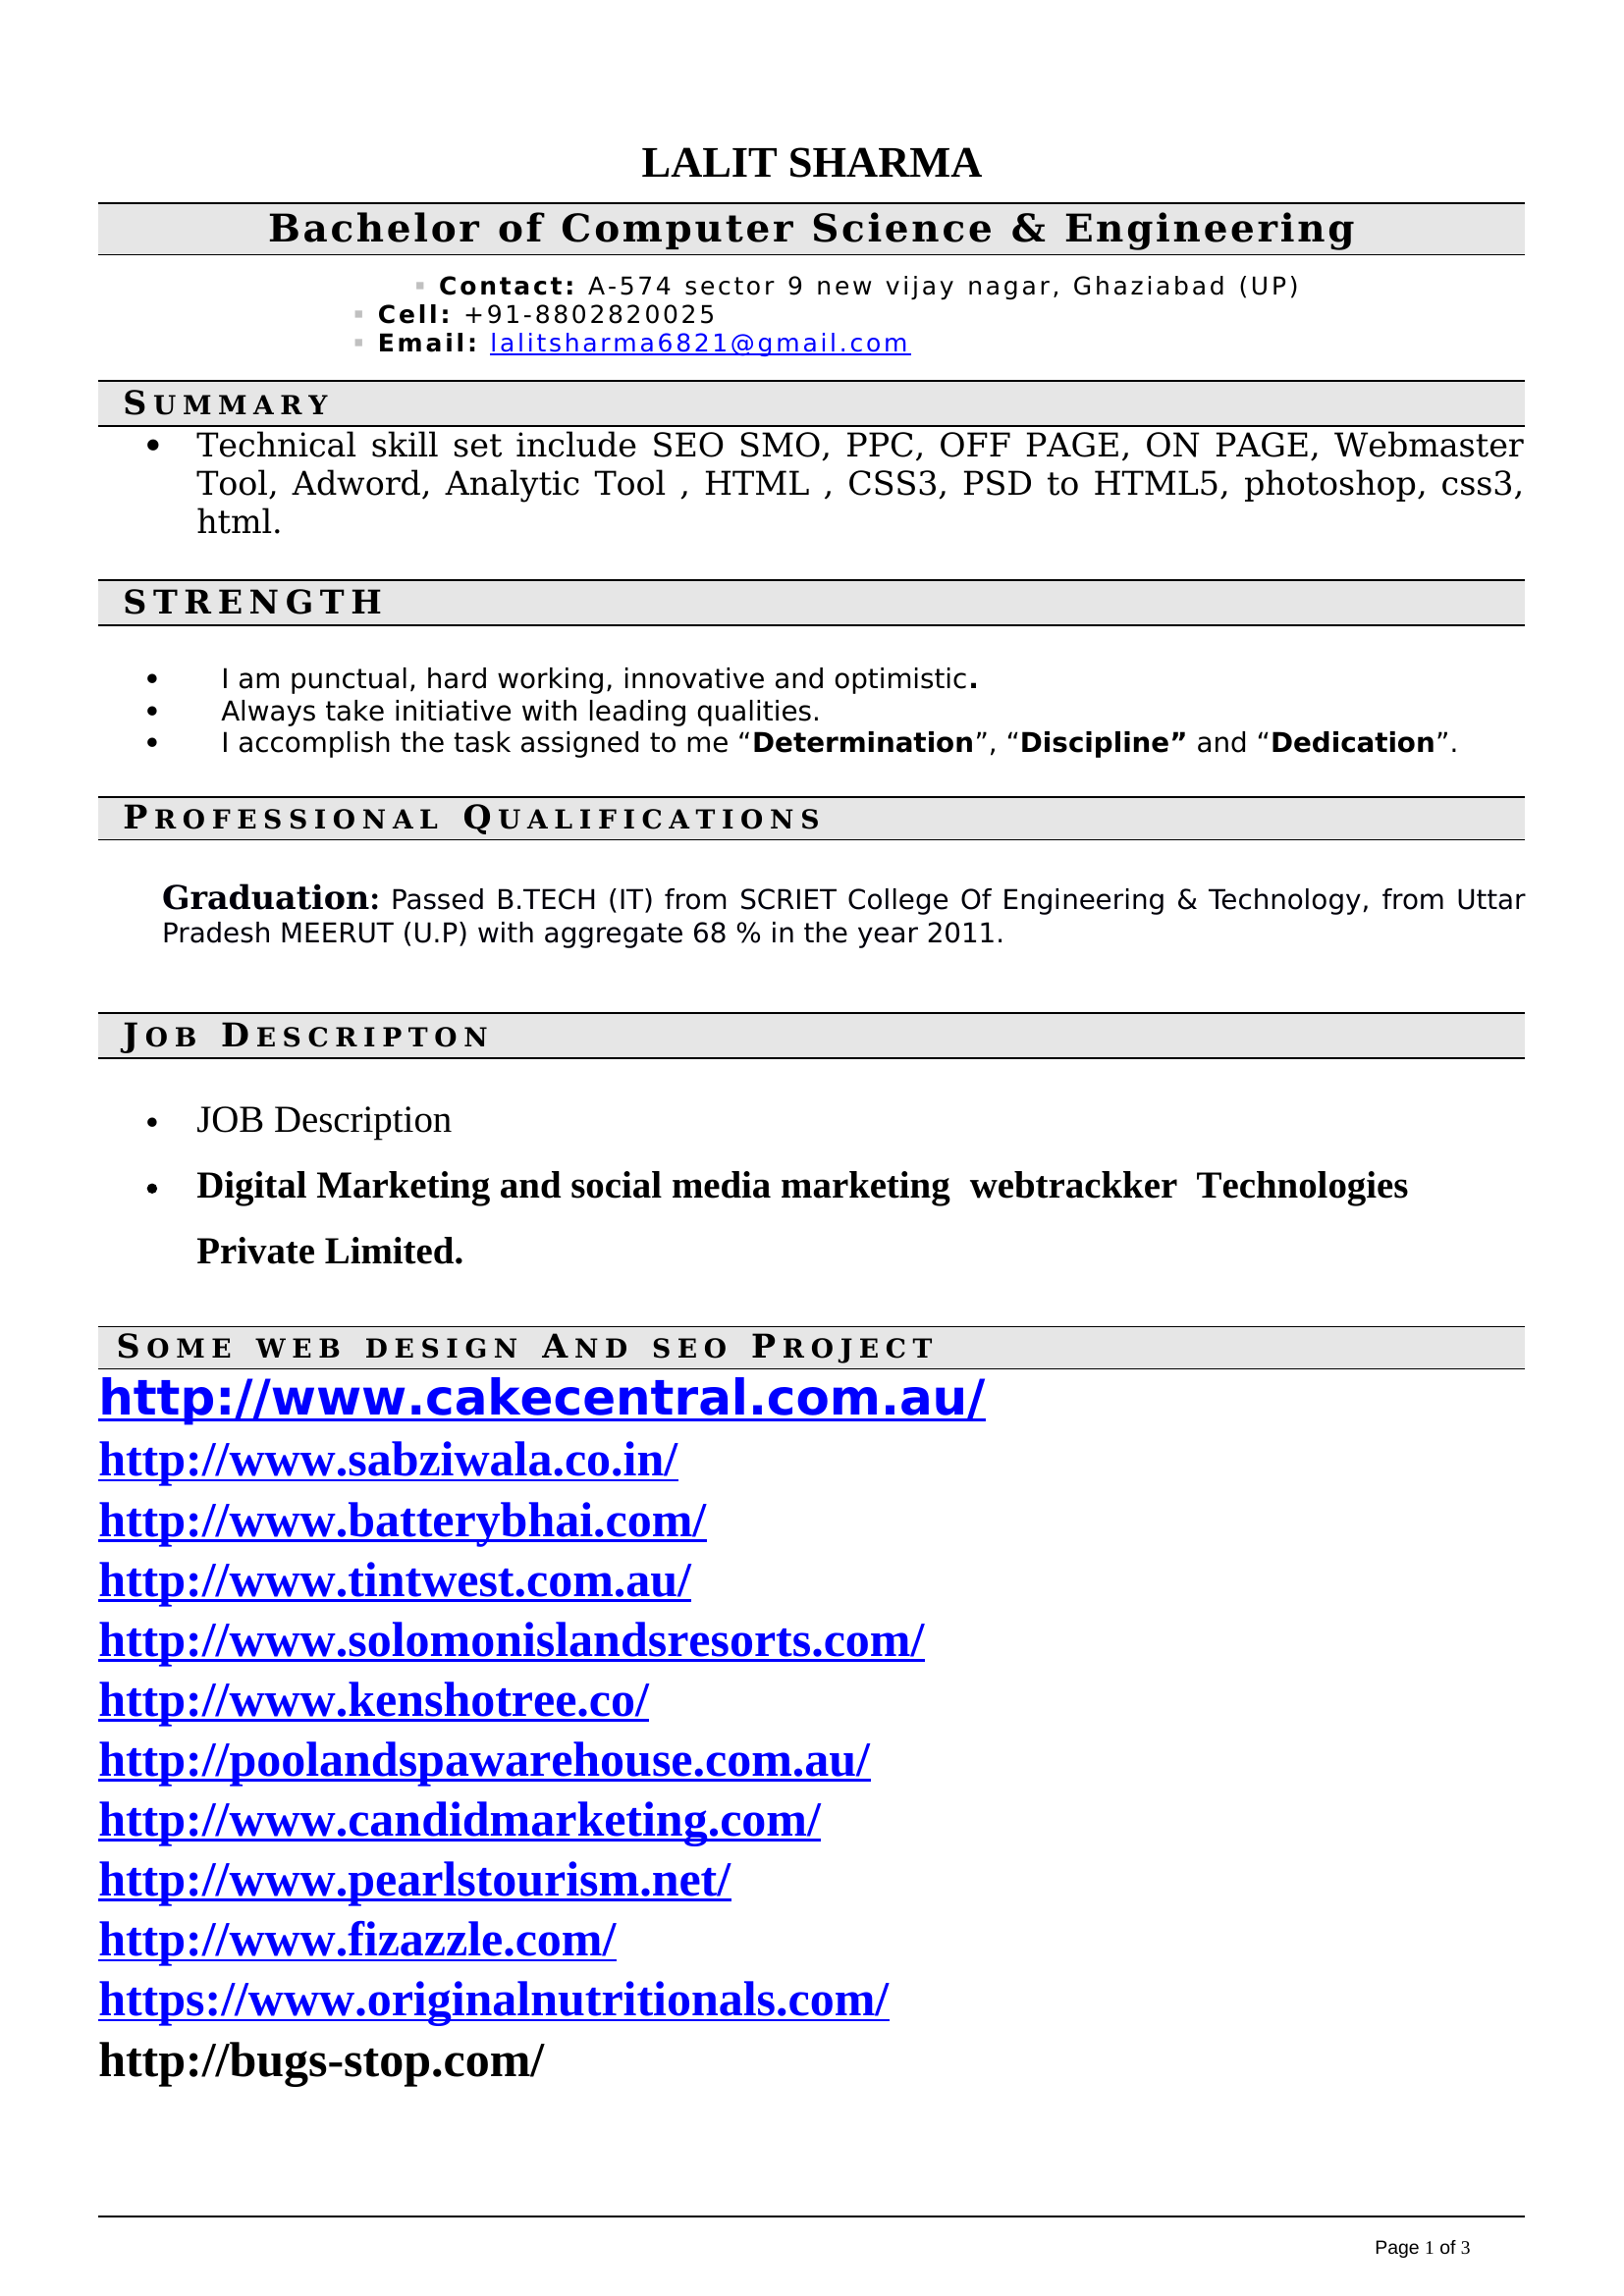 LALIT SHARMA
Bachelor of Computer Science & Engineering
▪ Contact: A-574 sector 9 new vijay nagar, Ghaziabad (UP)
▪ Cell: +91-8802820025
▪ Email: lalitsharma6821@gmail.com
SUMMARY
• Technical skill set include SEO SMO, PPC, OFF PAGE, ON PAGE, Webmaster
Tool, Adword, Analytic Tool , HTML , CSS3, PSD to HTML5, photoshop, css3,
html.
STRENGTH
• I am punctual, hard working, innovative and optimistic.
• Always take initiative with leading qualities.
• I accomplish the task assigned to me “Determination”, “Discipline” and “Dedication”.
PROFESSIONAL QUALIFICATIONS
Graduation: Passed B.TECH (IT) from SCRIET College Of Engineering & Technology, from Uttar
Pradesh MEERUT (U.P) with aggregate 68 % in the year 2011.
JOB DESCRIPTON
• JOB Description
• Digital Marketing and social media marketing  webtrackker  Technologies
Private Limited.
SOME WEB DESIGN AND SEO PROJECT
http://www.cakecentral.com.au/
http://www.sabziwala.co.in/
http://www.batterybhai.com/
http://www.tintwest.com.au/
http://www.solomonislandsresorts.com/
http://www.kenshotree.co/
http://poolandspawarehouse.com.au/
http://www.candidmarketing.com/
http://www.pearlstourism.net/
http://www.fizazzle.com/
https://www.originalnutritionals.com/
http://bugs-stop.com/
Page 1 of 3